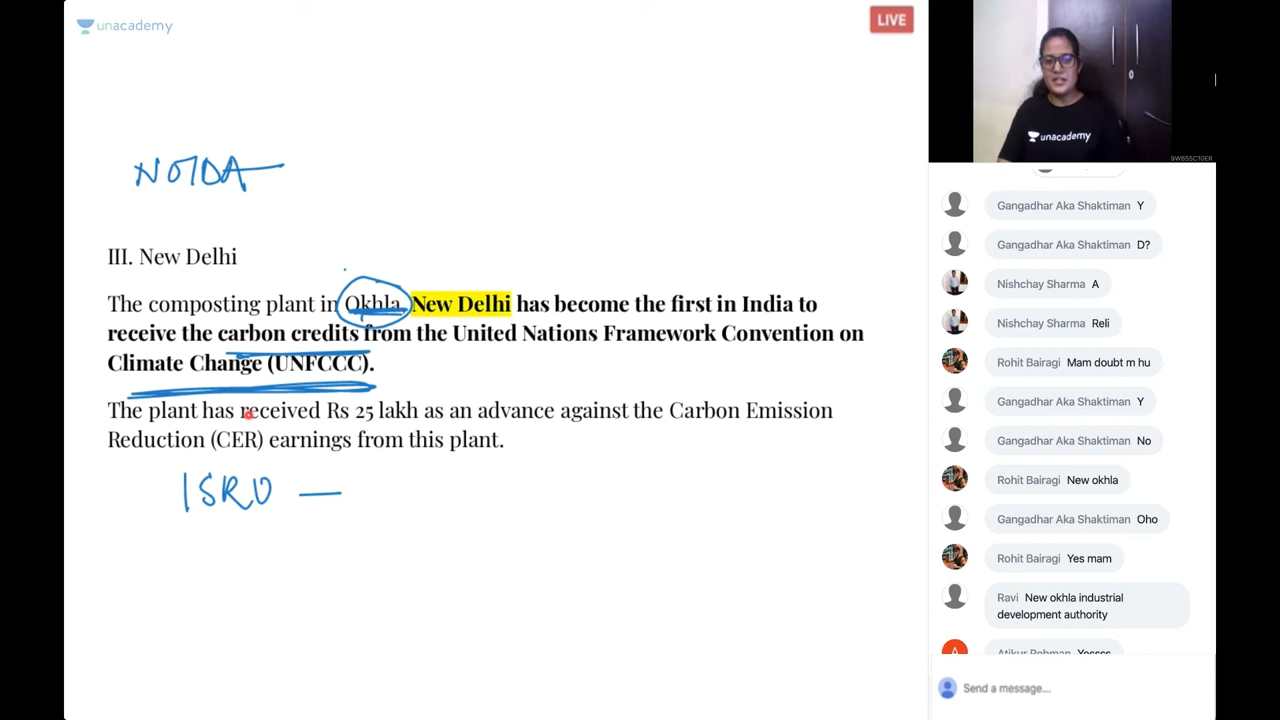 unacademy
LIVE
NOIDA
III. New Delhi
The composting plant in Okhla, New Delhi has become the first in India to
receive the carbon credits from the United Nations Framework Convention on
Climate Change (UNFCCC).
The plant has received Rs 25 lakh as an advance against the Carbon Emission
Reduction (CER) earnings from this plant.
ISRO —
unacademy
9W655C10ER
Gangadhar Aka Shaktiman Y
Gangadhar Aka Shaktiman D?
Nishchay Sharma A
Nishchay Sharma Reli
Rohit Bairagi Mam doubt m hu
Gangadhar Aka Shaktiman Y
Gangadhar Aka Shaktiman No
Rohit Bairagi New okhla
Gangadhar Aka Shaktiman Oho
Rohit Bairagi Yes mam
Ravi New okhla industrial
development authority
A Atikur Rehman Yessss
Send a message...